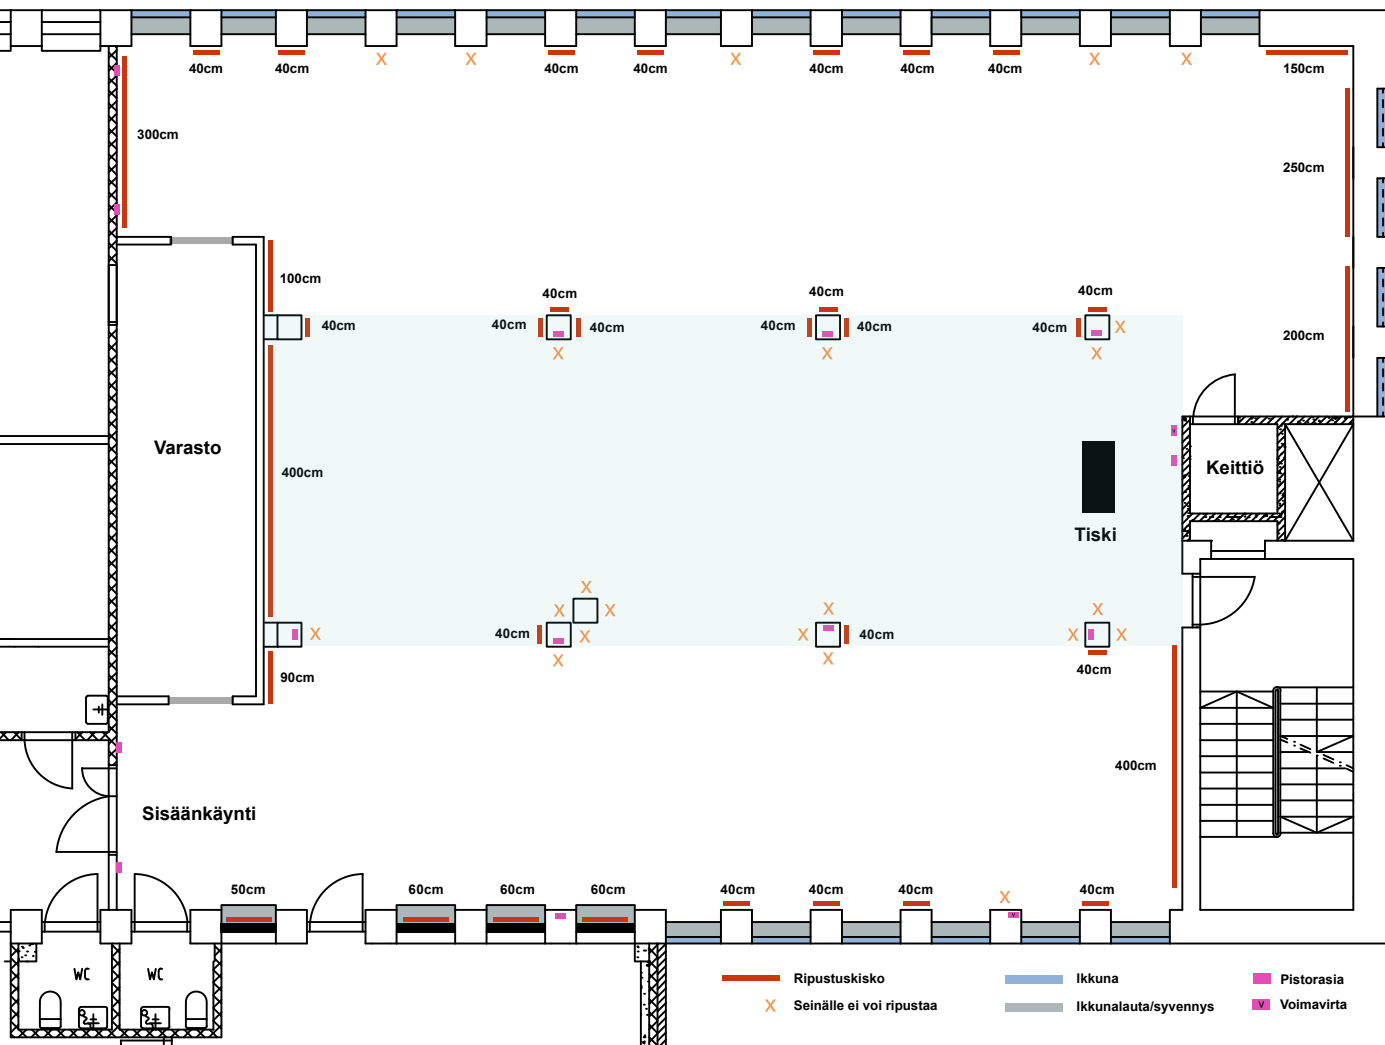 X X X X X
40cm 40cm 40cm 40cm 40cm 40cm 40cm 150cm
300cm
250cm
100cm
40cm 40cm 40cm
40cm 40cm 40cm 40cm 40cm 40cm X
X X X
200cm
Varasto
400cm
Keittiö
Tiski
X
X X
X X
X 40cm X X 40cm X X
X X
40cm
90cm
400cm
Sisäänkäynti
50cm 60cm 60cm 60cm 40cm 40cm 40cm X 40cm
V
WC WC
Ripustuskisko
X Seinälle ei voi ripustaa
Ikkuna
Ikkunalauta/syvennys
Pistorasia
V Voimavirta